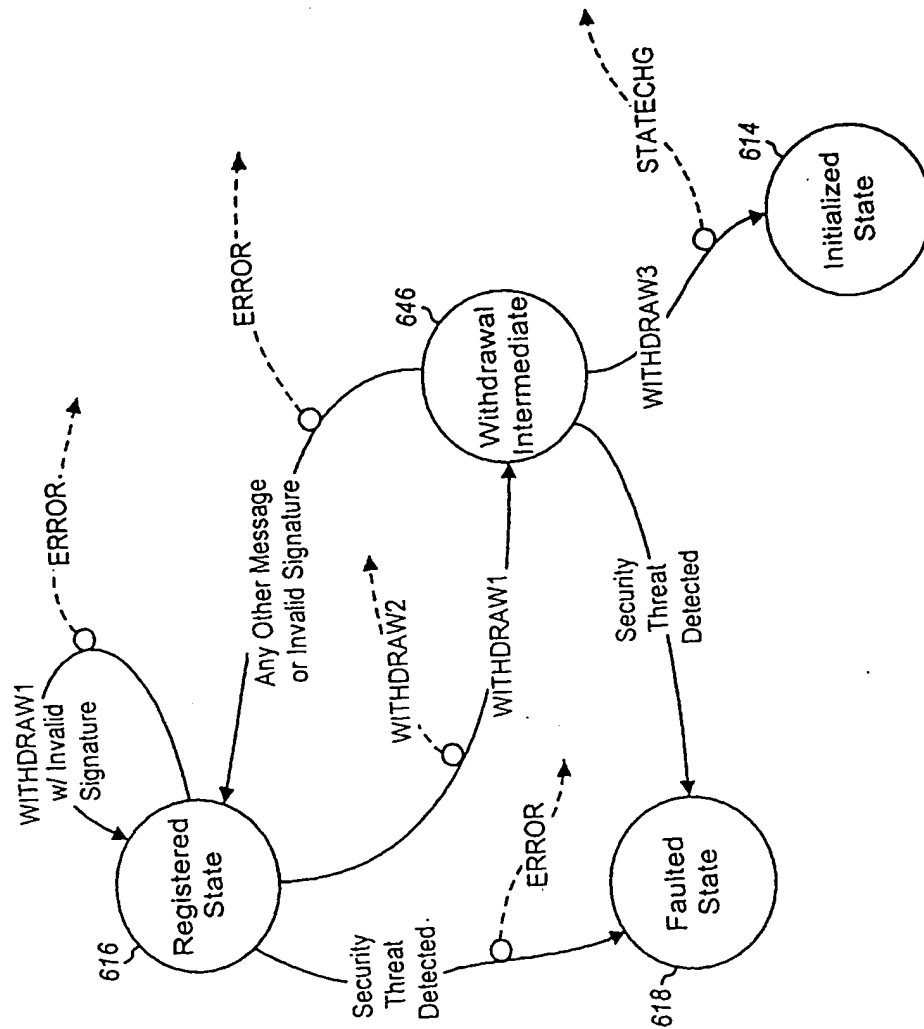 WITHDRAW1
w/ Invalid
Signature
ERROR
616
Registered
State
Any Other Message
or Invalid Signature
ERROR
WITHDRAW2
WITHDRAW1
646
Withdrawal
Intermediate
STATECHG
WITHDRAW3
614
Initialized
State
Security
Threat
Detected.
ERROR
Security
Threat
Detected
618
Faulted
State